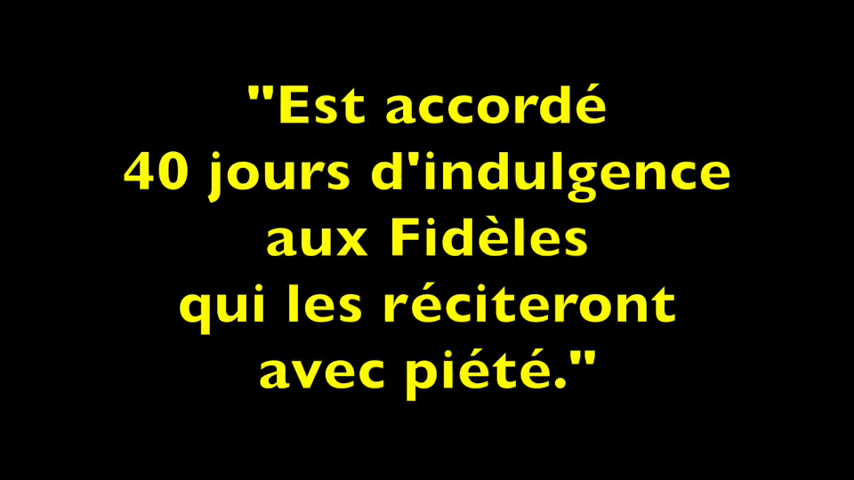 "Est accordé
40 jours d'indulgence
aux Fidèles
qui les réciteront
avec piété."